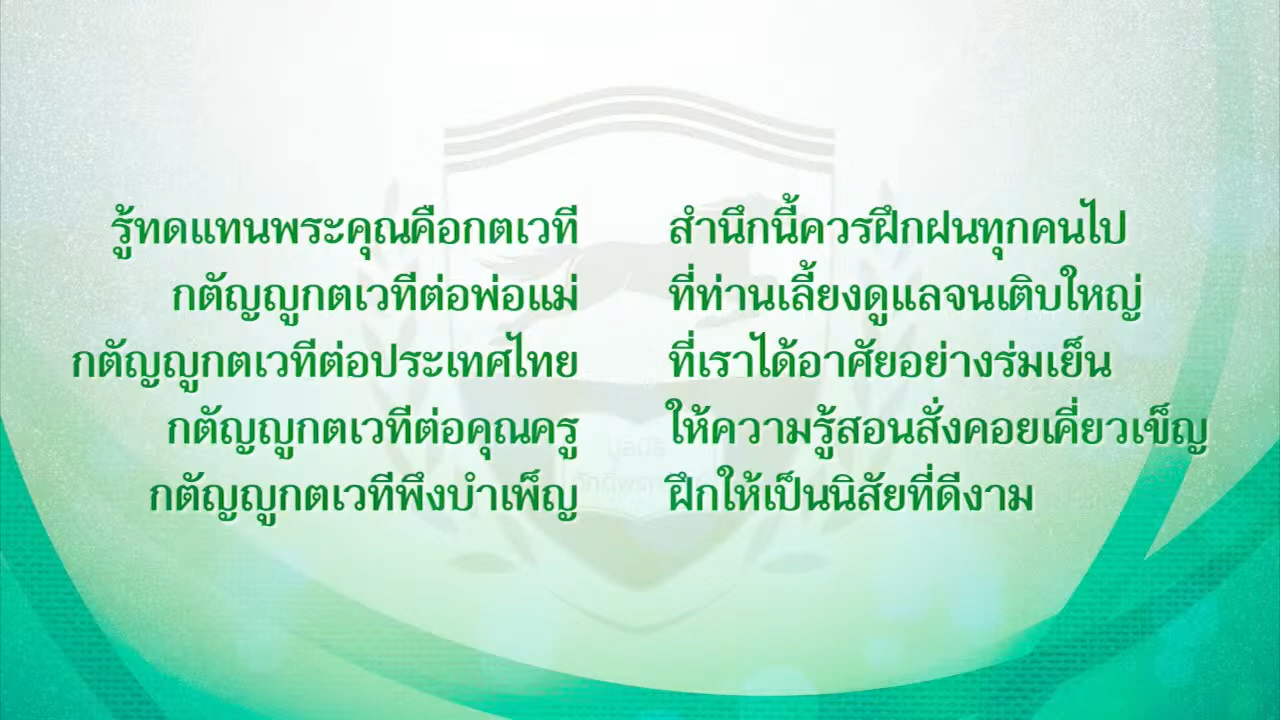 รู้ทดแทนพระคุณคือกตเวที สำนึกนี้ควรฝึกฝนทุกคนไป
กตัญญูกตเวทีต่อพ่อแม่ ที่ท่านเลี้ยงดูแลจนเติบใหญ่
กตัญญูกตเวทีต่อประเทศไทย ที่เราได้อาศัยอย่างร่มเย็น
กตัญญูกตเวทีต่อคุณครู ให้ความรู้สอนสั่งคอยเคี่ยวเข็ญ
กตัญญูกตเวทีพึงบำเพ็ญ ฝึกให้เป็นนิสัยที่ดีงาม
มูลนิธิ